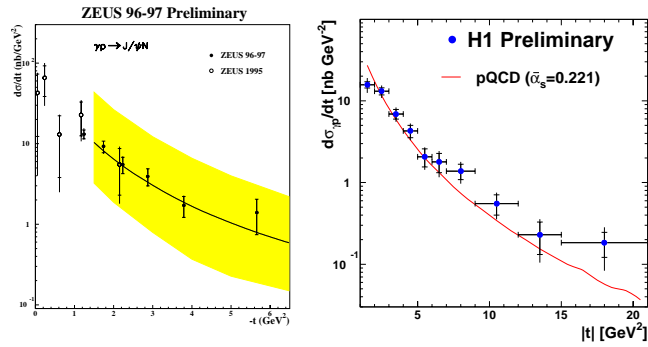 ZEUS 96-97 Preliminary
dσ/dt (nb/GeV²)
γp → J/ψN
ZEUS 96-97
ZEUS 1995
10²
10
1
10⁻¹
0 1 2 3 4 5 6
-t (GeV²)
dσγp/dt [nb GeV⁻²]
H1 Preliminary
pQCD (ᾱs=0.221)
10
1
10⁻¹
5 10 15 20
|t| [GeV²]